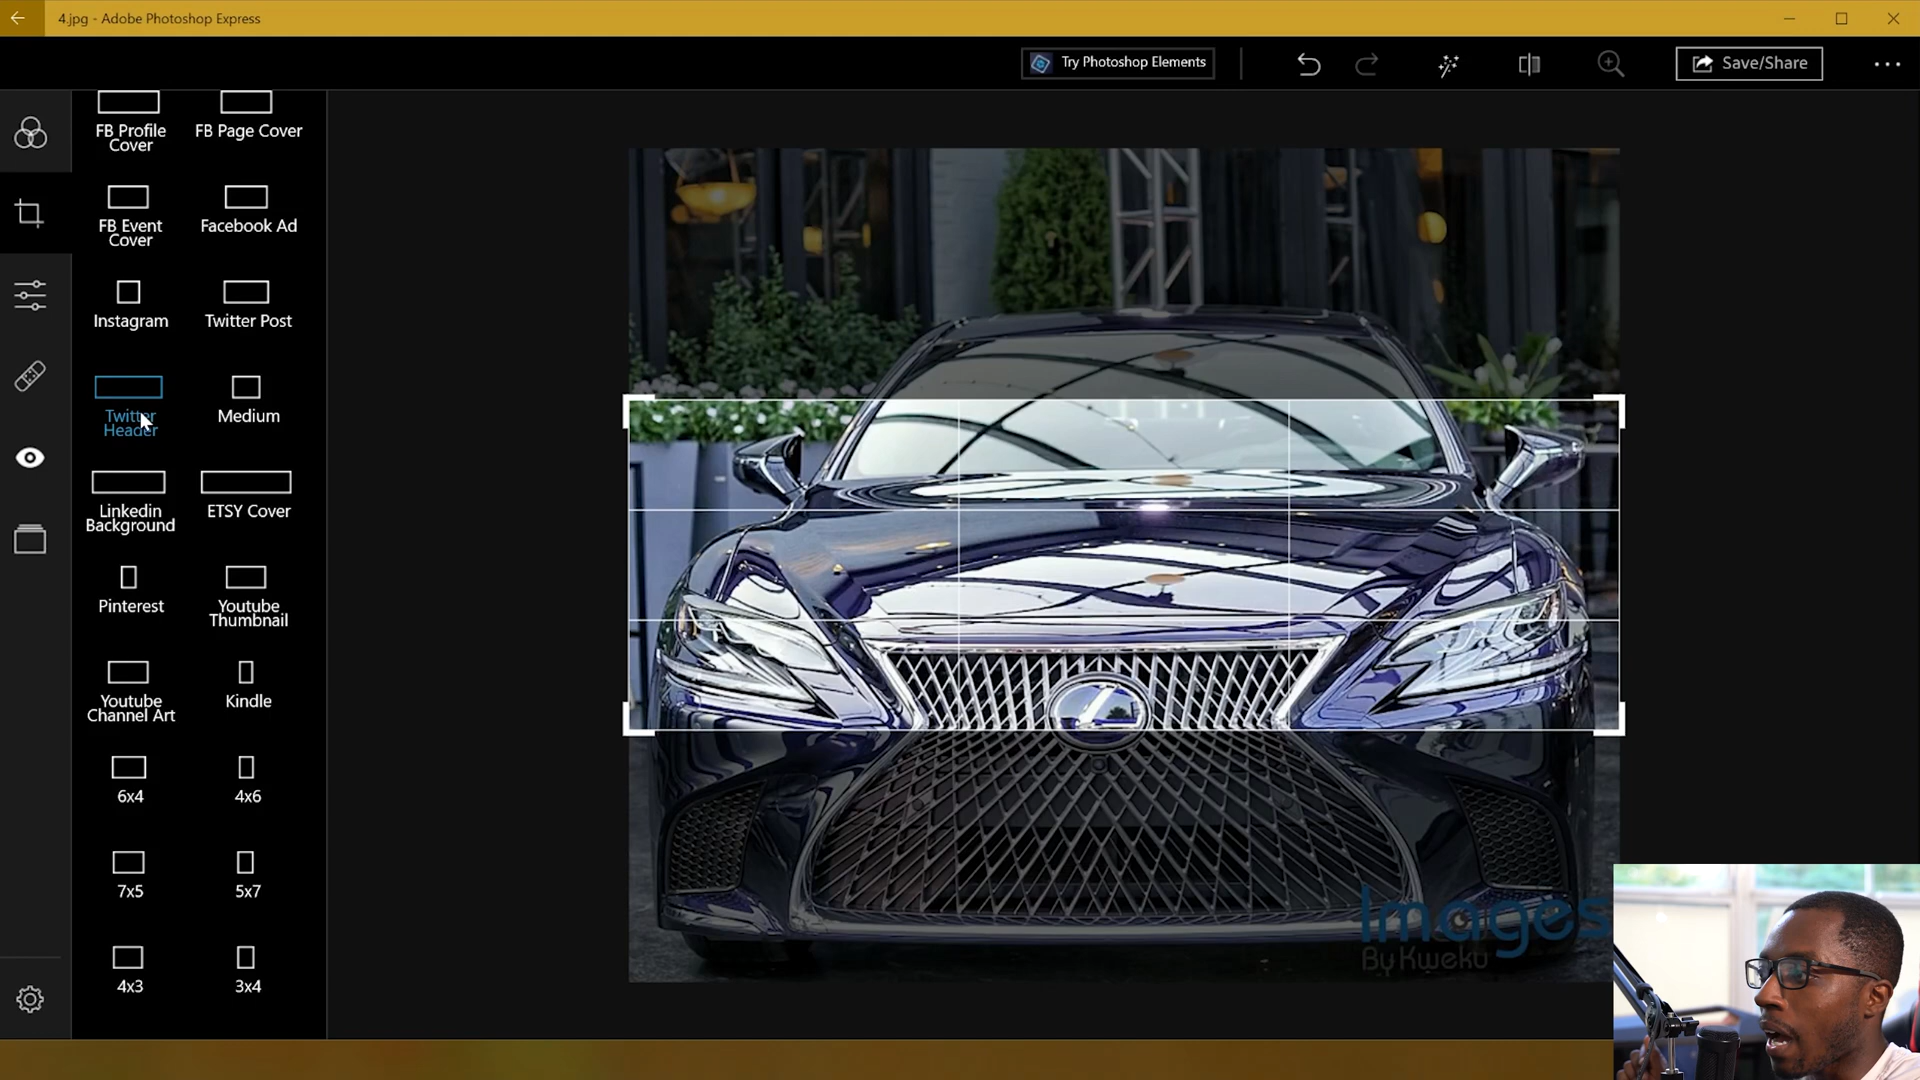 4.jpg - Adobe Photoshop Express
Try Photoshop Elements
Save/Share
FB Profile
Cover
FB Page Cover
FB Event
Cover
Facebook Ad
Instagram
Twitter Post
Twitter
Header
Medium
Linkedin
Background
ETSY Cover
Pinterest
Youtube
Thumbnail
Youtube
Channel Art
Kindle
6x4
4x6
7x5
5x7
4x3
3x4
Images
By Kweku